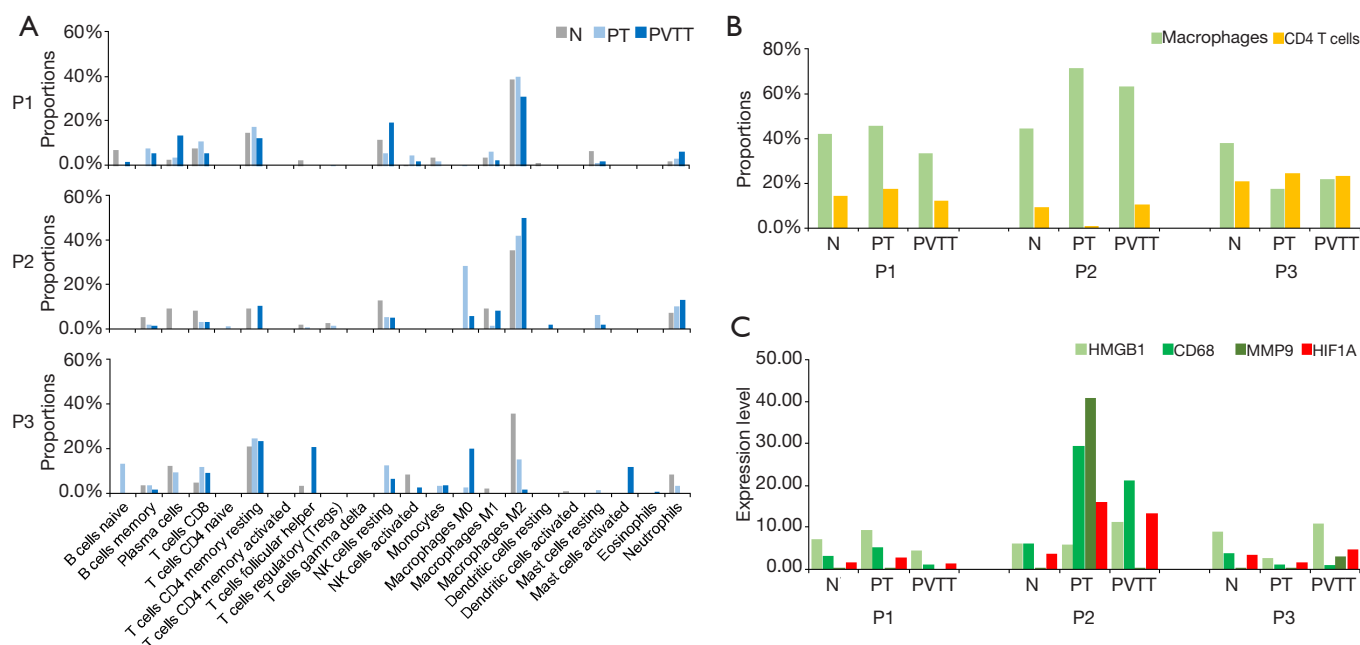 A
N PT PVTT
P1
Proportions
60%
40%
20%
0.0%
P2
Proportions
60%
40%
20%
0.0%
P3
Proportions
60%
40%
20%
0.0%
B cells naive
B cells memory
Plasma cells
T cells CD8
T cells CD4 naive
T cells CD4 memory resting
T cells CD4 memory activated
T cells follicular helper
T cells regulatory (Tregs)
T cells gamma delta
NK cells resting
NK cells activated
Monocytes
Macrophages M0
Macrophages M1
Macrophages M2
Dendritic cells resting
Dendritic cells activated
Mast cells resting
Mast cells activated
Eosinophils
Neutrophils
B
Macrophages CD4 T cells
Proportions
80%
60%
40%
20%
0.0%
N PT PVTT N PT PVTT N PT PVTT
P1 P2 P3
C
HMGB1 CD68 MMP9 HIF1A
Expression level
50.00
40.00
30.00
20.00
10.00
0.00
N PT PVTT N PT PVTT N PT PVTT
P1 P2 P3